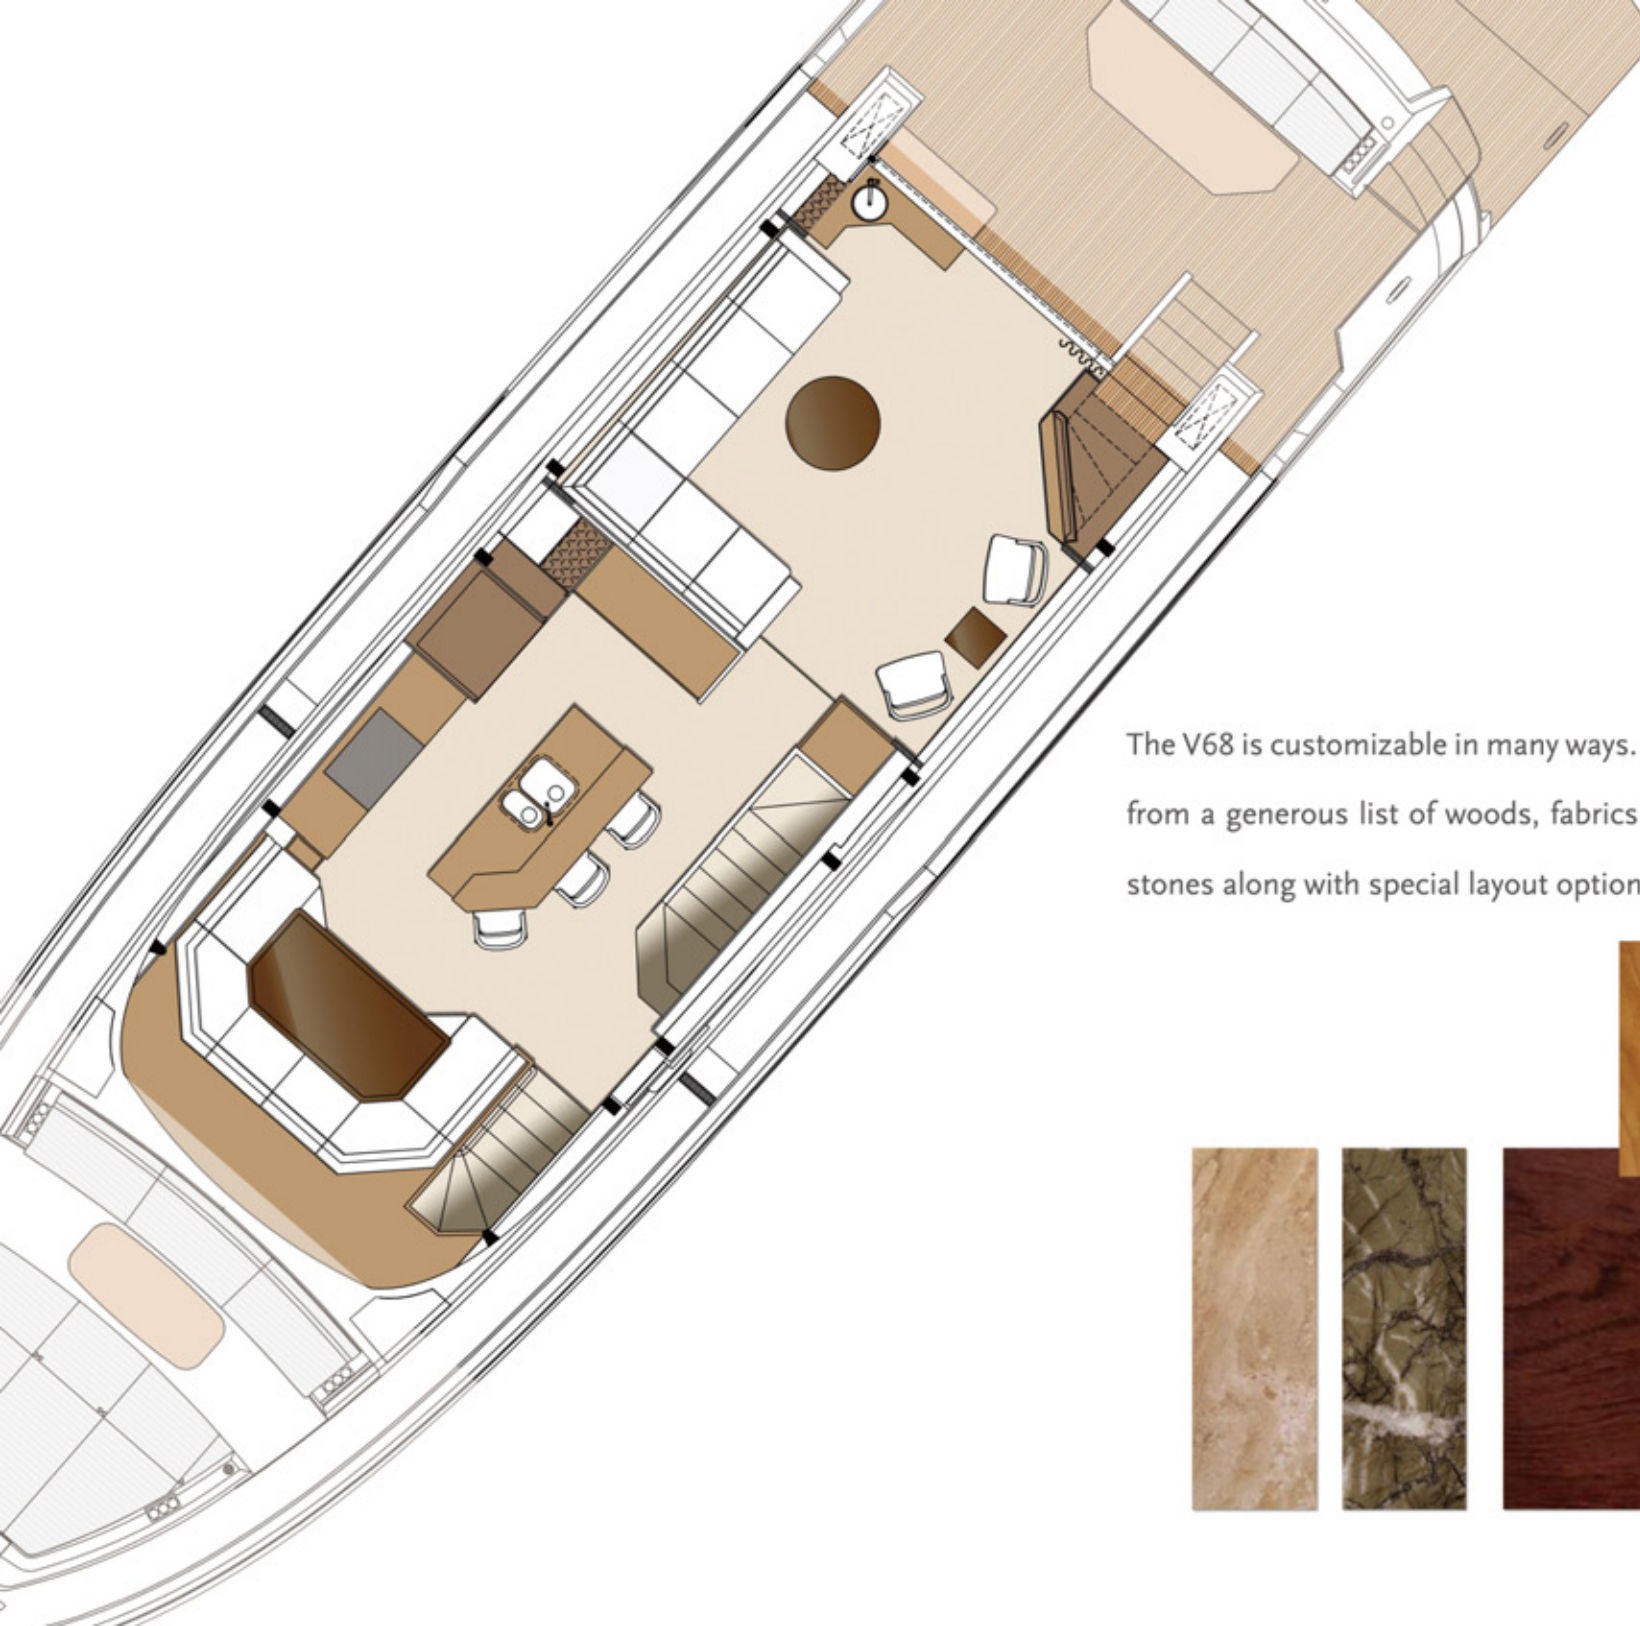 The V68 is customizable in many ways.
from a generous list of woods, fabrics
stones along with special layout option